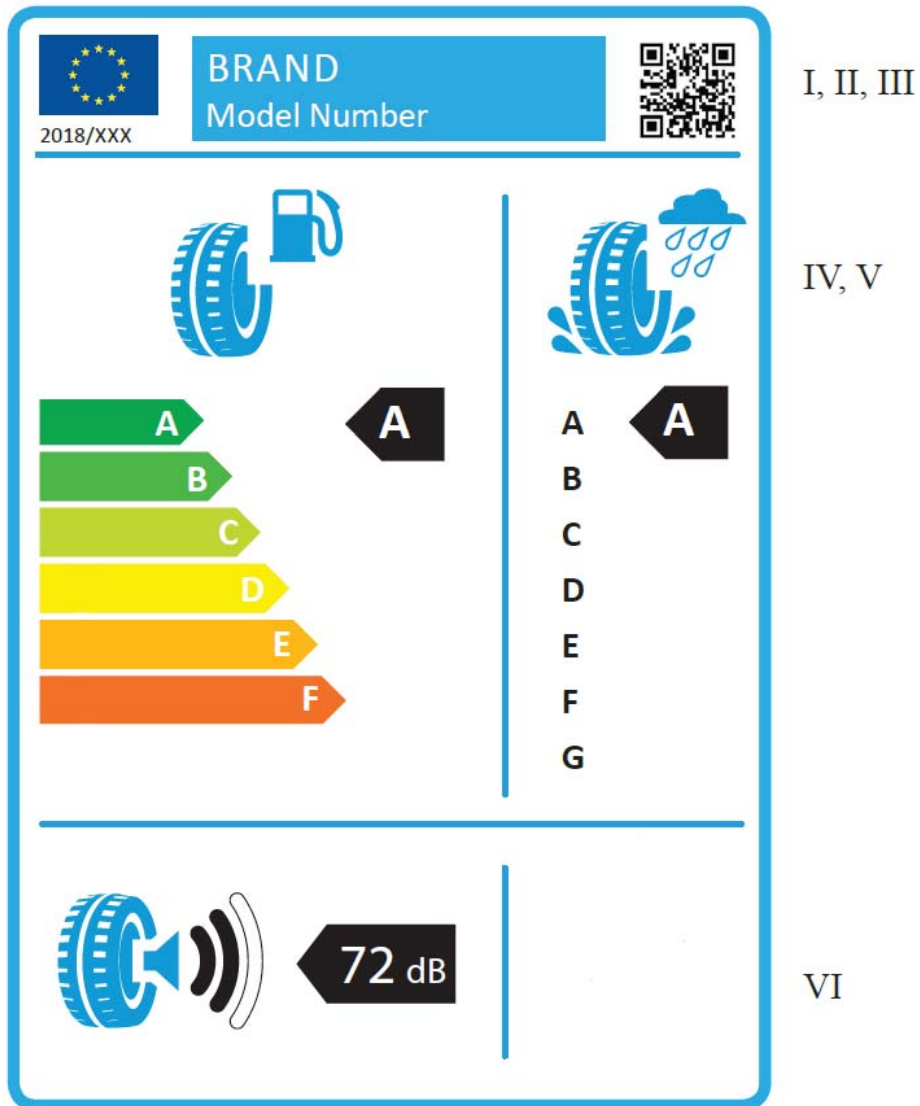 BRAND
Model Number
2018/XXX
I, II, III
IV, V
A
B
C
D
E
F
A
A
B
C
D
E
F
G
A
72 dB
VI